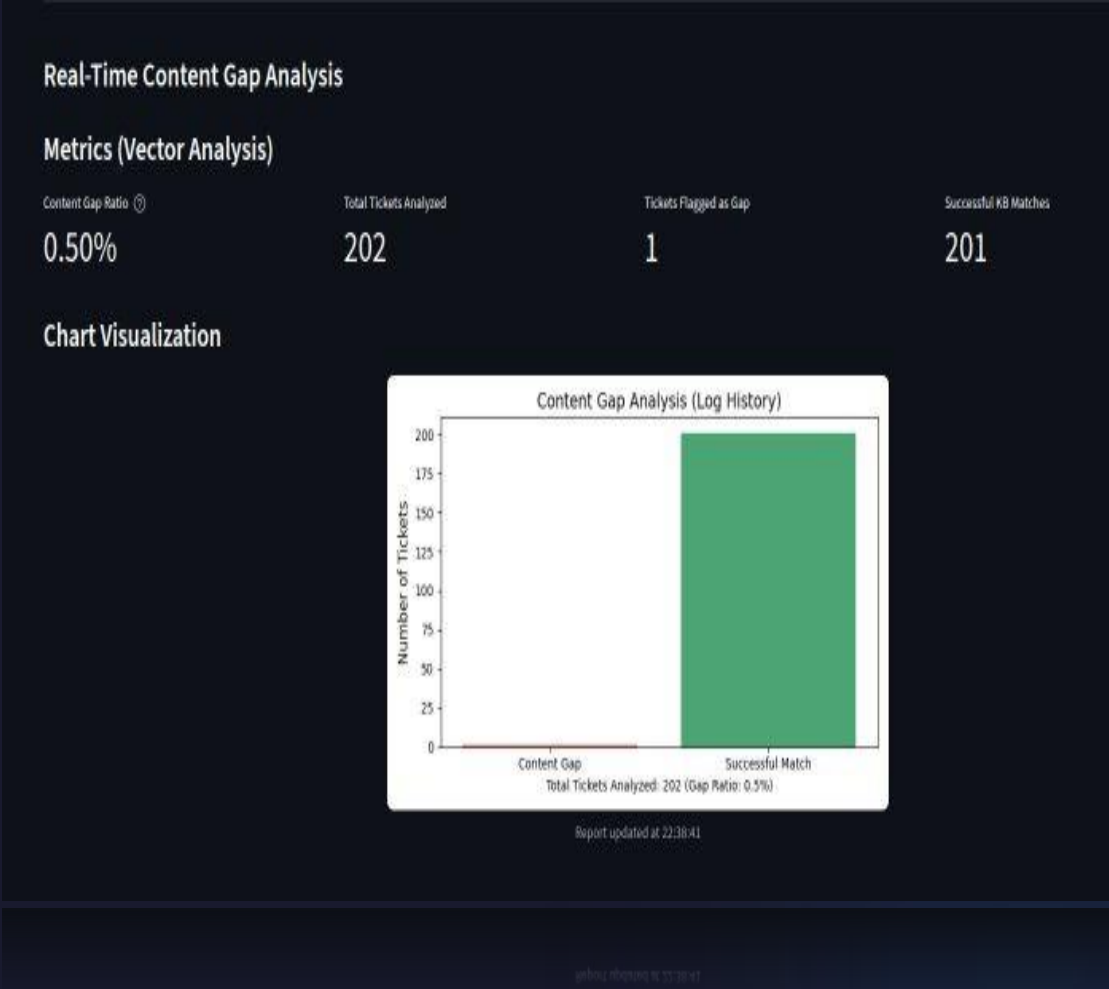 Real-Time Content Gap Analysis
Metrics (Vector Analysis)
Content Gap Ratio ?
Total Tickets Analyzed
Tickets Flagged as Gap
Successful KB Matches
0.50%
202
1
201
Chart Visualization
Content Gap Analysis (Log History)
Number of Tickets
200
175
150
125
100
75
50
25
0
Content Gap
Successful Match
Total Tickets Analyzed: 202 (Gap Ratio: 0.5%)
Report updated at 22:38:41